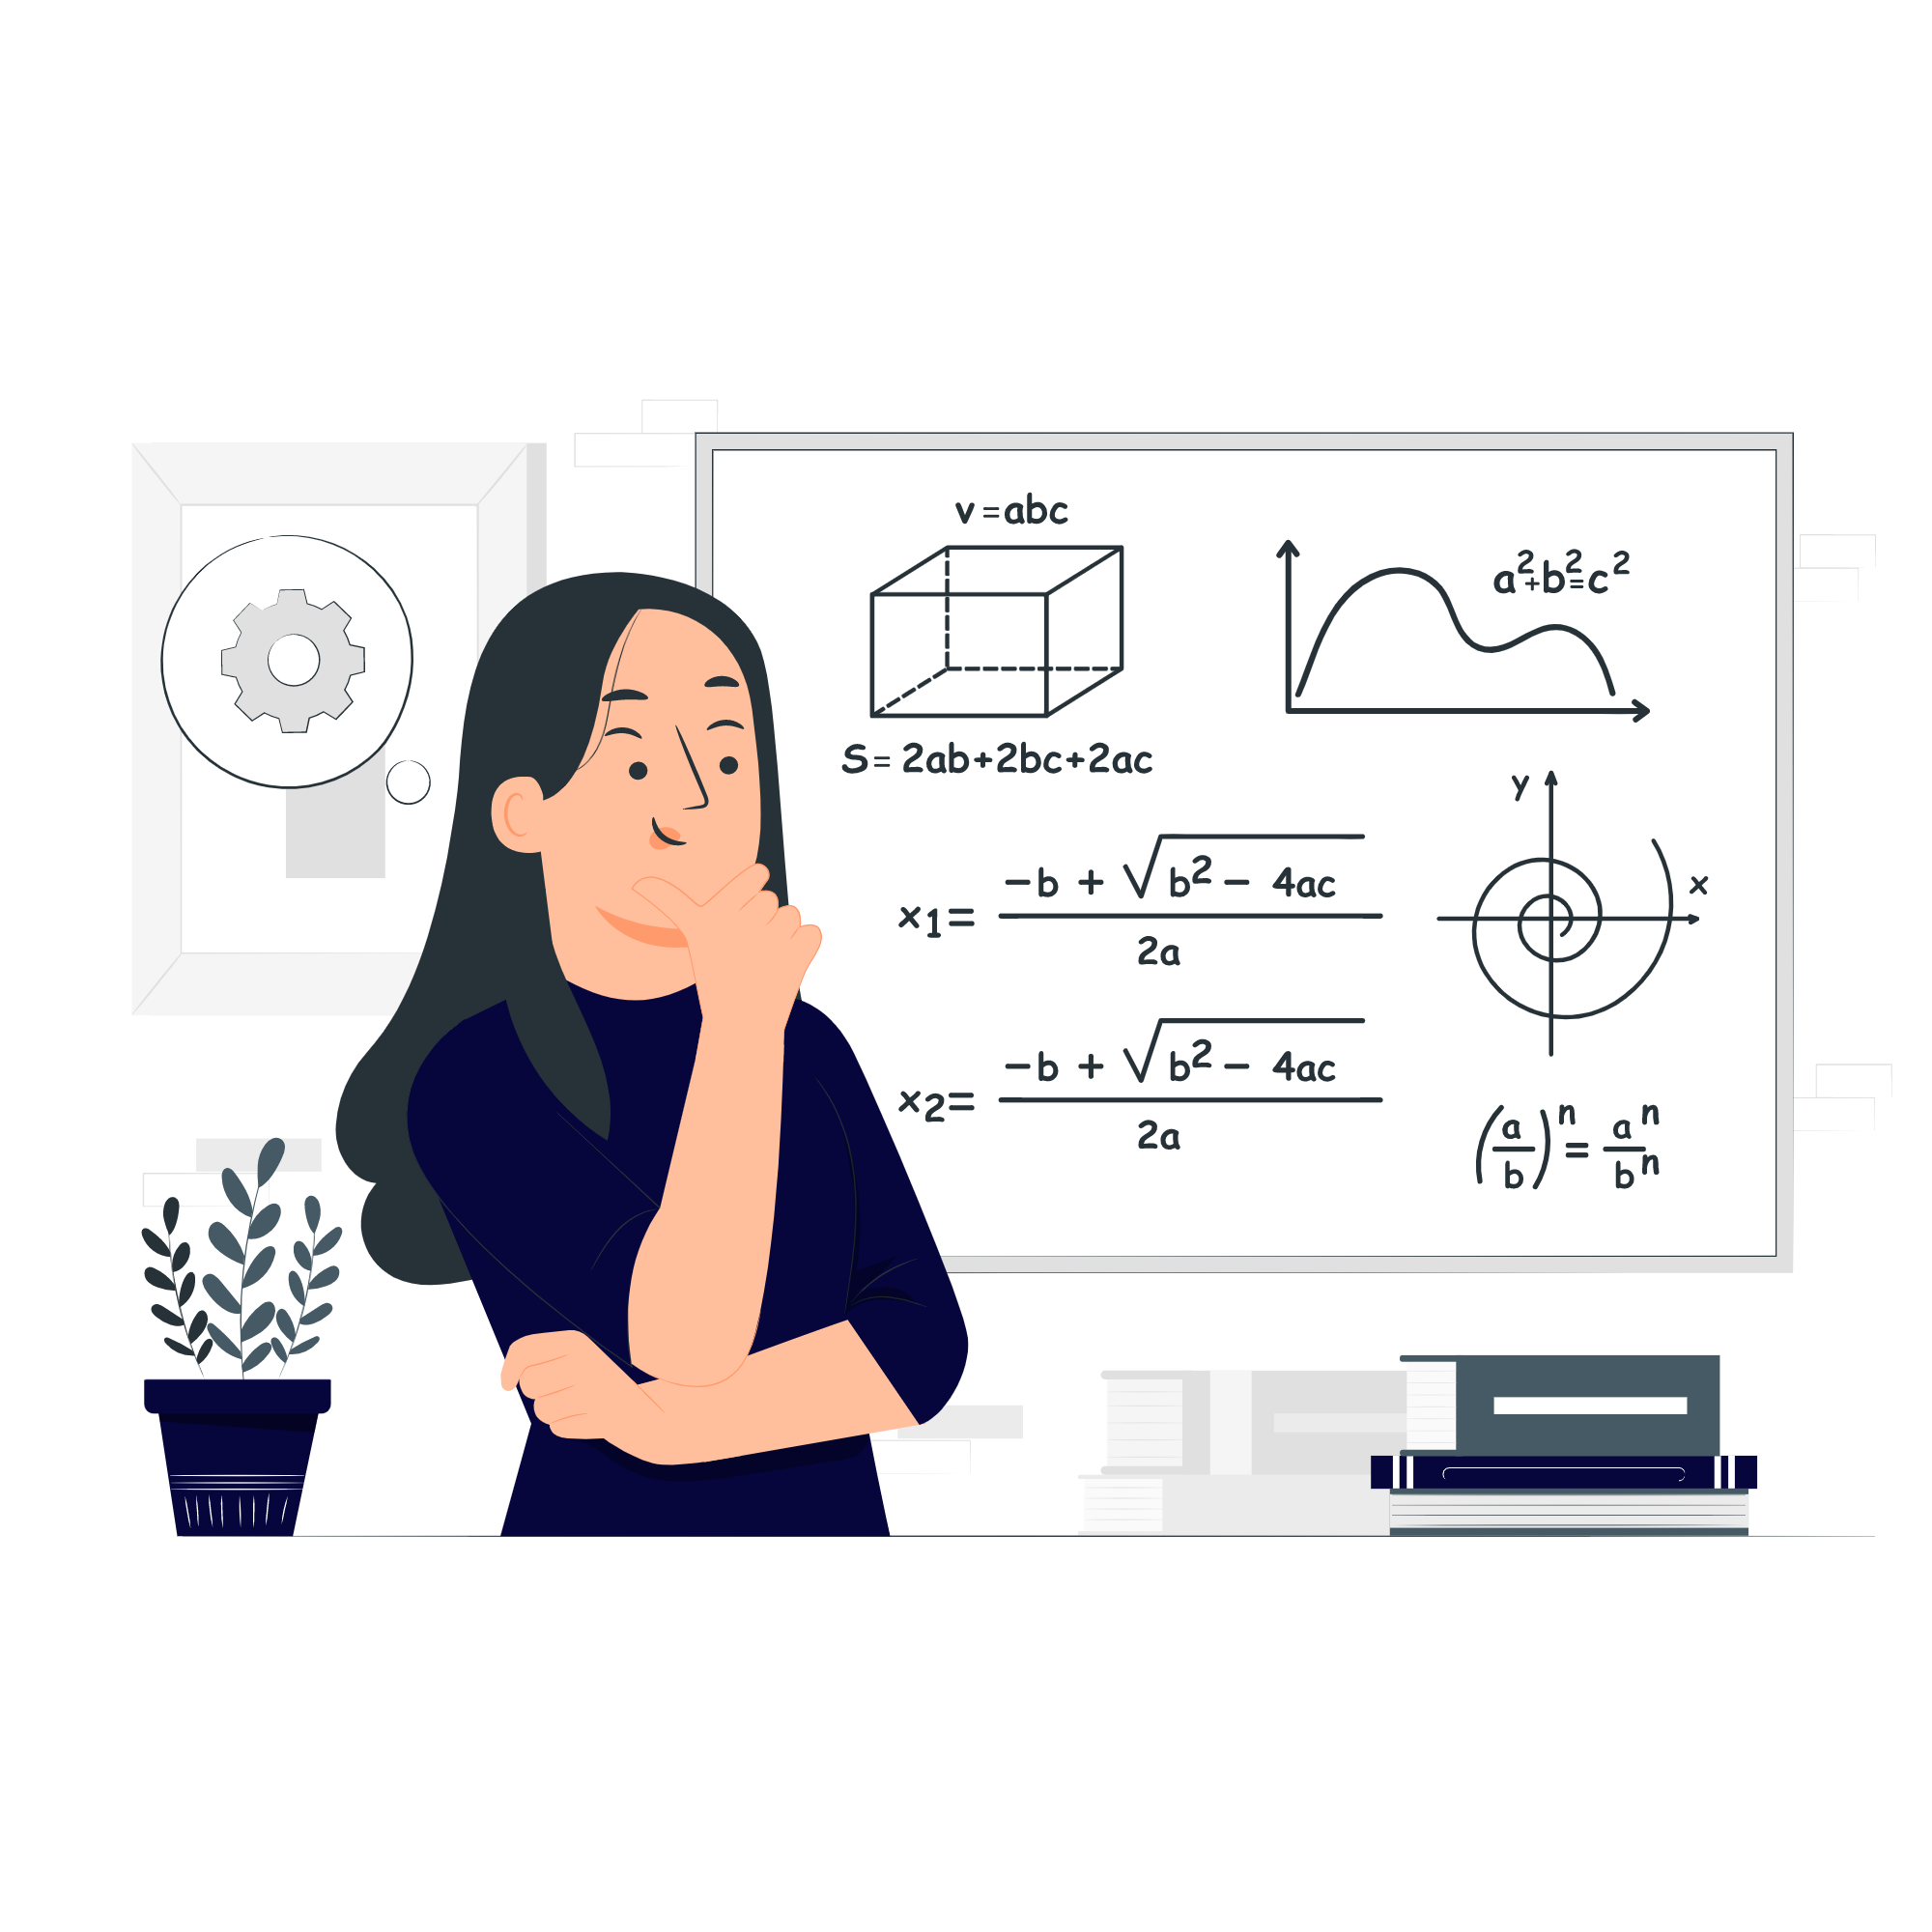 v=abc
a²+b²=c²
S=2ab+2bc+2ac
y
x
x₁= (-b + √(b² - 4ac)) / 2a
x₂= (-b + √(b² - 4ac)) / 2a
(a/b)ⁿ = aⁿ/bⁿ